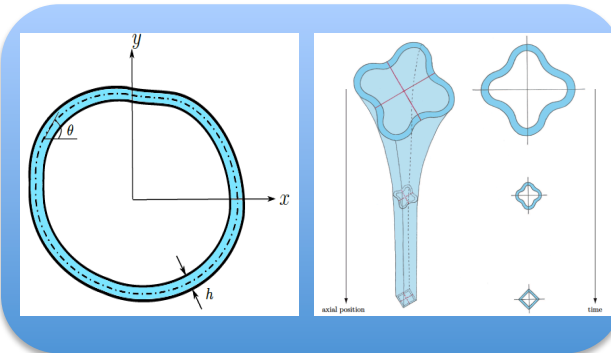 y
θ
x
h
axial position
time